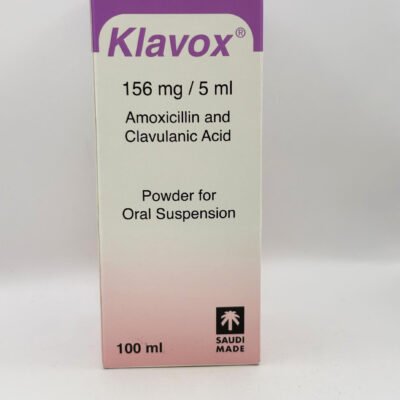 Klavox®
156 mg / 5 ml
Amoxicillin and
Clavulanic Acid
Powder for
Oral Suspension
100 ml
SAUDI
MADE